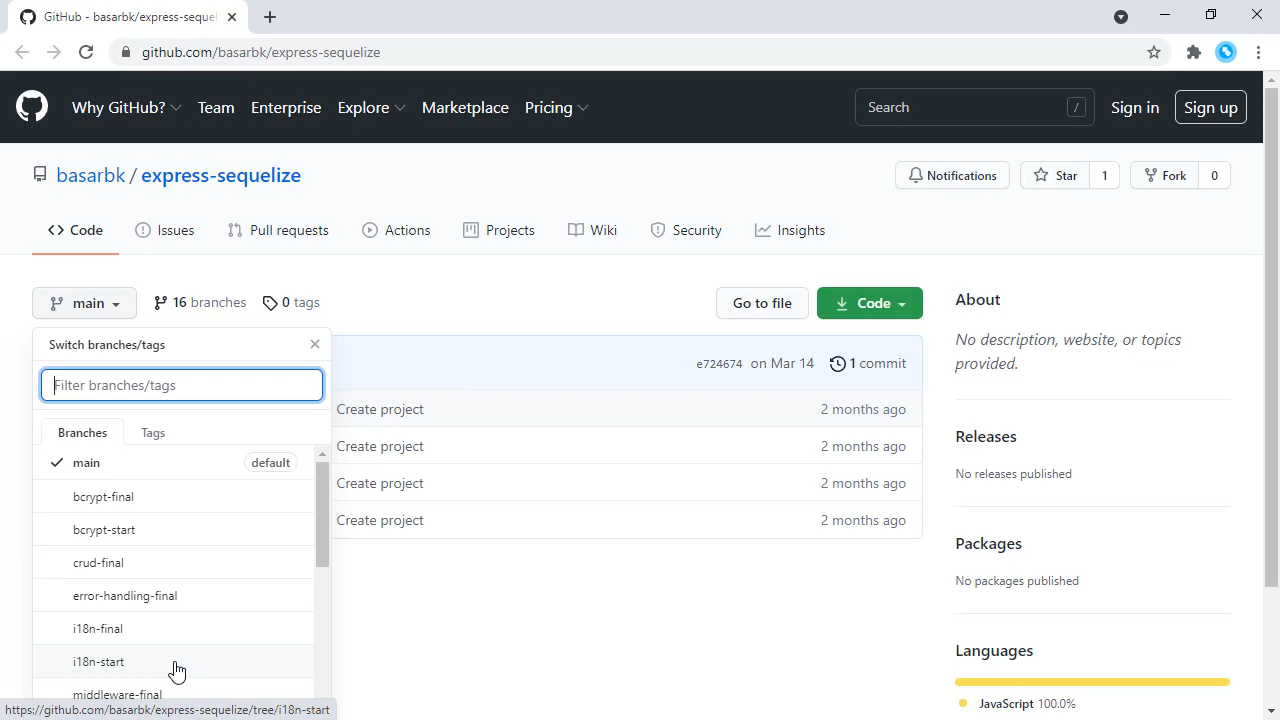 GitHub - basarbk/express-seque
github.com/basarbk/express-sequelize
Why GitHub? Team Enterprise Explore Marketplace Pricing
Search /
Sign in Sign up
basarbk / express-sequelize
Notifications Star 1 Fork 0
Code Issues Pull requests Actions Projects Wiki Security Insights
main 16 branches 0 tags Go to file Code
Switch branches/tags
Filter branches/tags
Branches Tags
main default
bcrypt-final
bcrypt-start
crud-final
error-handling-final
i18n-final
i18n-start
middleware-final
e724674 on Mar 14 1 commit
Create project 2 months ago
Create project 2 months ago
Create project 2 months ago
Create project 2 months ago
About
No description, website, or topics
provided.
Releases
No releases published
Packages
No packages published
Languages
JavaScript 100.0%
https://github.com/basarbk/express-sequelize/tree/i18n-start